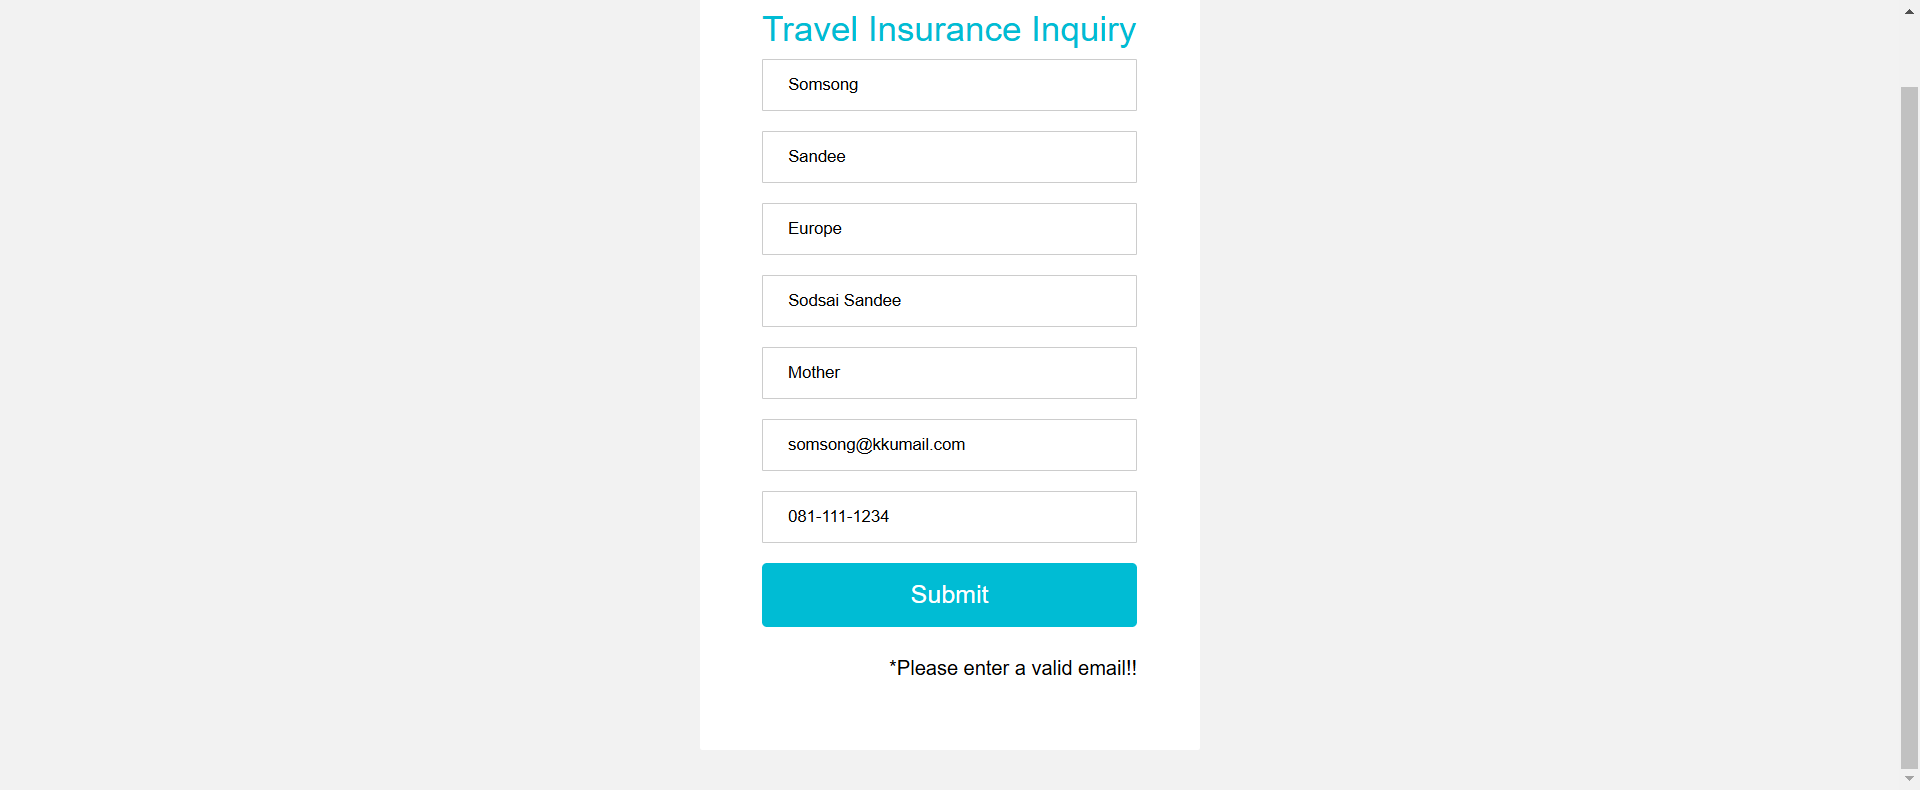 Travel Insurance Inquiry
Somsong
Sandee
Europe
Sodsai Sandee
Mother
somsong@kkumail.com
081-111-1234
Submit
*Please enter a valid email!!